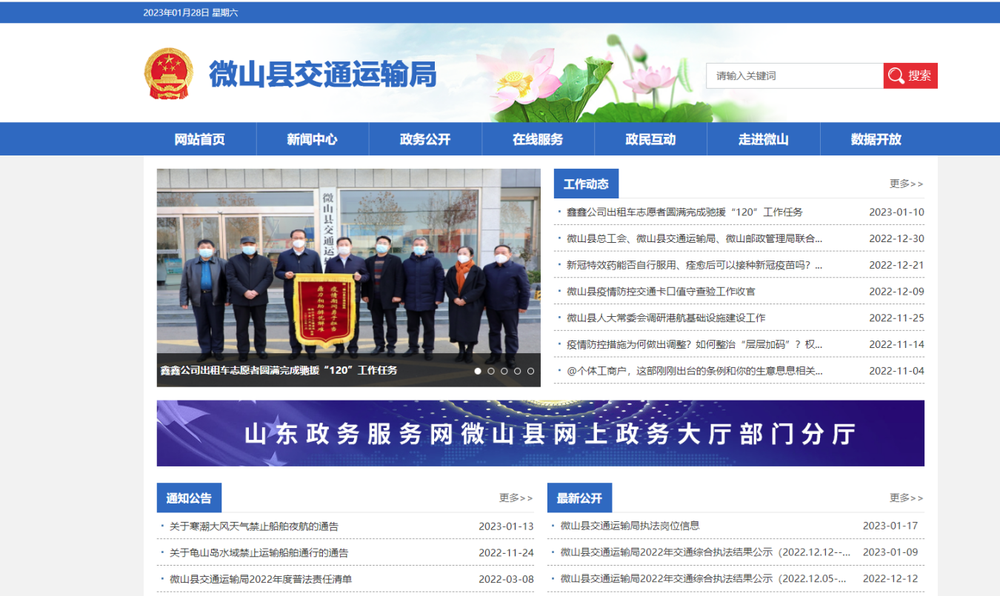 2023年01月28日 星期六
微山县交通运输局
请输入关键词
搜索
网站首页
新闻中心
政务公开
在线服务
政民互动
走进微山
数据开放
微山县交通运
疫情期间勇于担当
鼎力相助解忧解难
鑫鑫公司出租车志愿者圆满完成驰援“120”工作任务
工作动态
更多>>
鑫鑫公司出租车志愿者圆满完成驰援“120”工作任务 2023-01-10
微山县总工会、微山县交通运输局、微山邮政管理局联合... 2022-12-30
新冠特效药能否自行服用、痊愈后可以接种新冠疫苗吗？... 2022-12-21
微山县疫情防控交通卡口值守查验工作收官 2022-12-09
微山县人大常委会调研港航基础设施建设工作 2022-11-25
疫情防控措施为何做出调整？如何整治“层层加码”？权... 2022-11-14
@个体工商户，这部刚刚出台的条例和你的生意息息相关... 2022-11-04
山东政务服务网微山县网上政务大厅部门分厅
通知公告
更多>>
关于寒潮大风天气禁止船舶夜航的通告 2023-01-13
关于龟山岛水域禁止运输船舶通行的通告 2022-11-24
微山县交通运输局2022年度普法责任清单 2022-03-08
最新公开
更多>>
微山县交通运输局执法岗位信息 2023-01-17
微山县交通运输局2022年交通综合执法结果公示（2022.12.12--... 2023-01-09
微山县交通运输局2022年交通综合执法结果公示（2022.12.05-... 2022-12-12